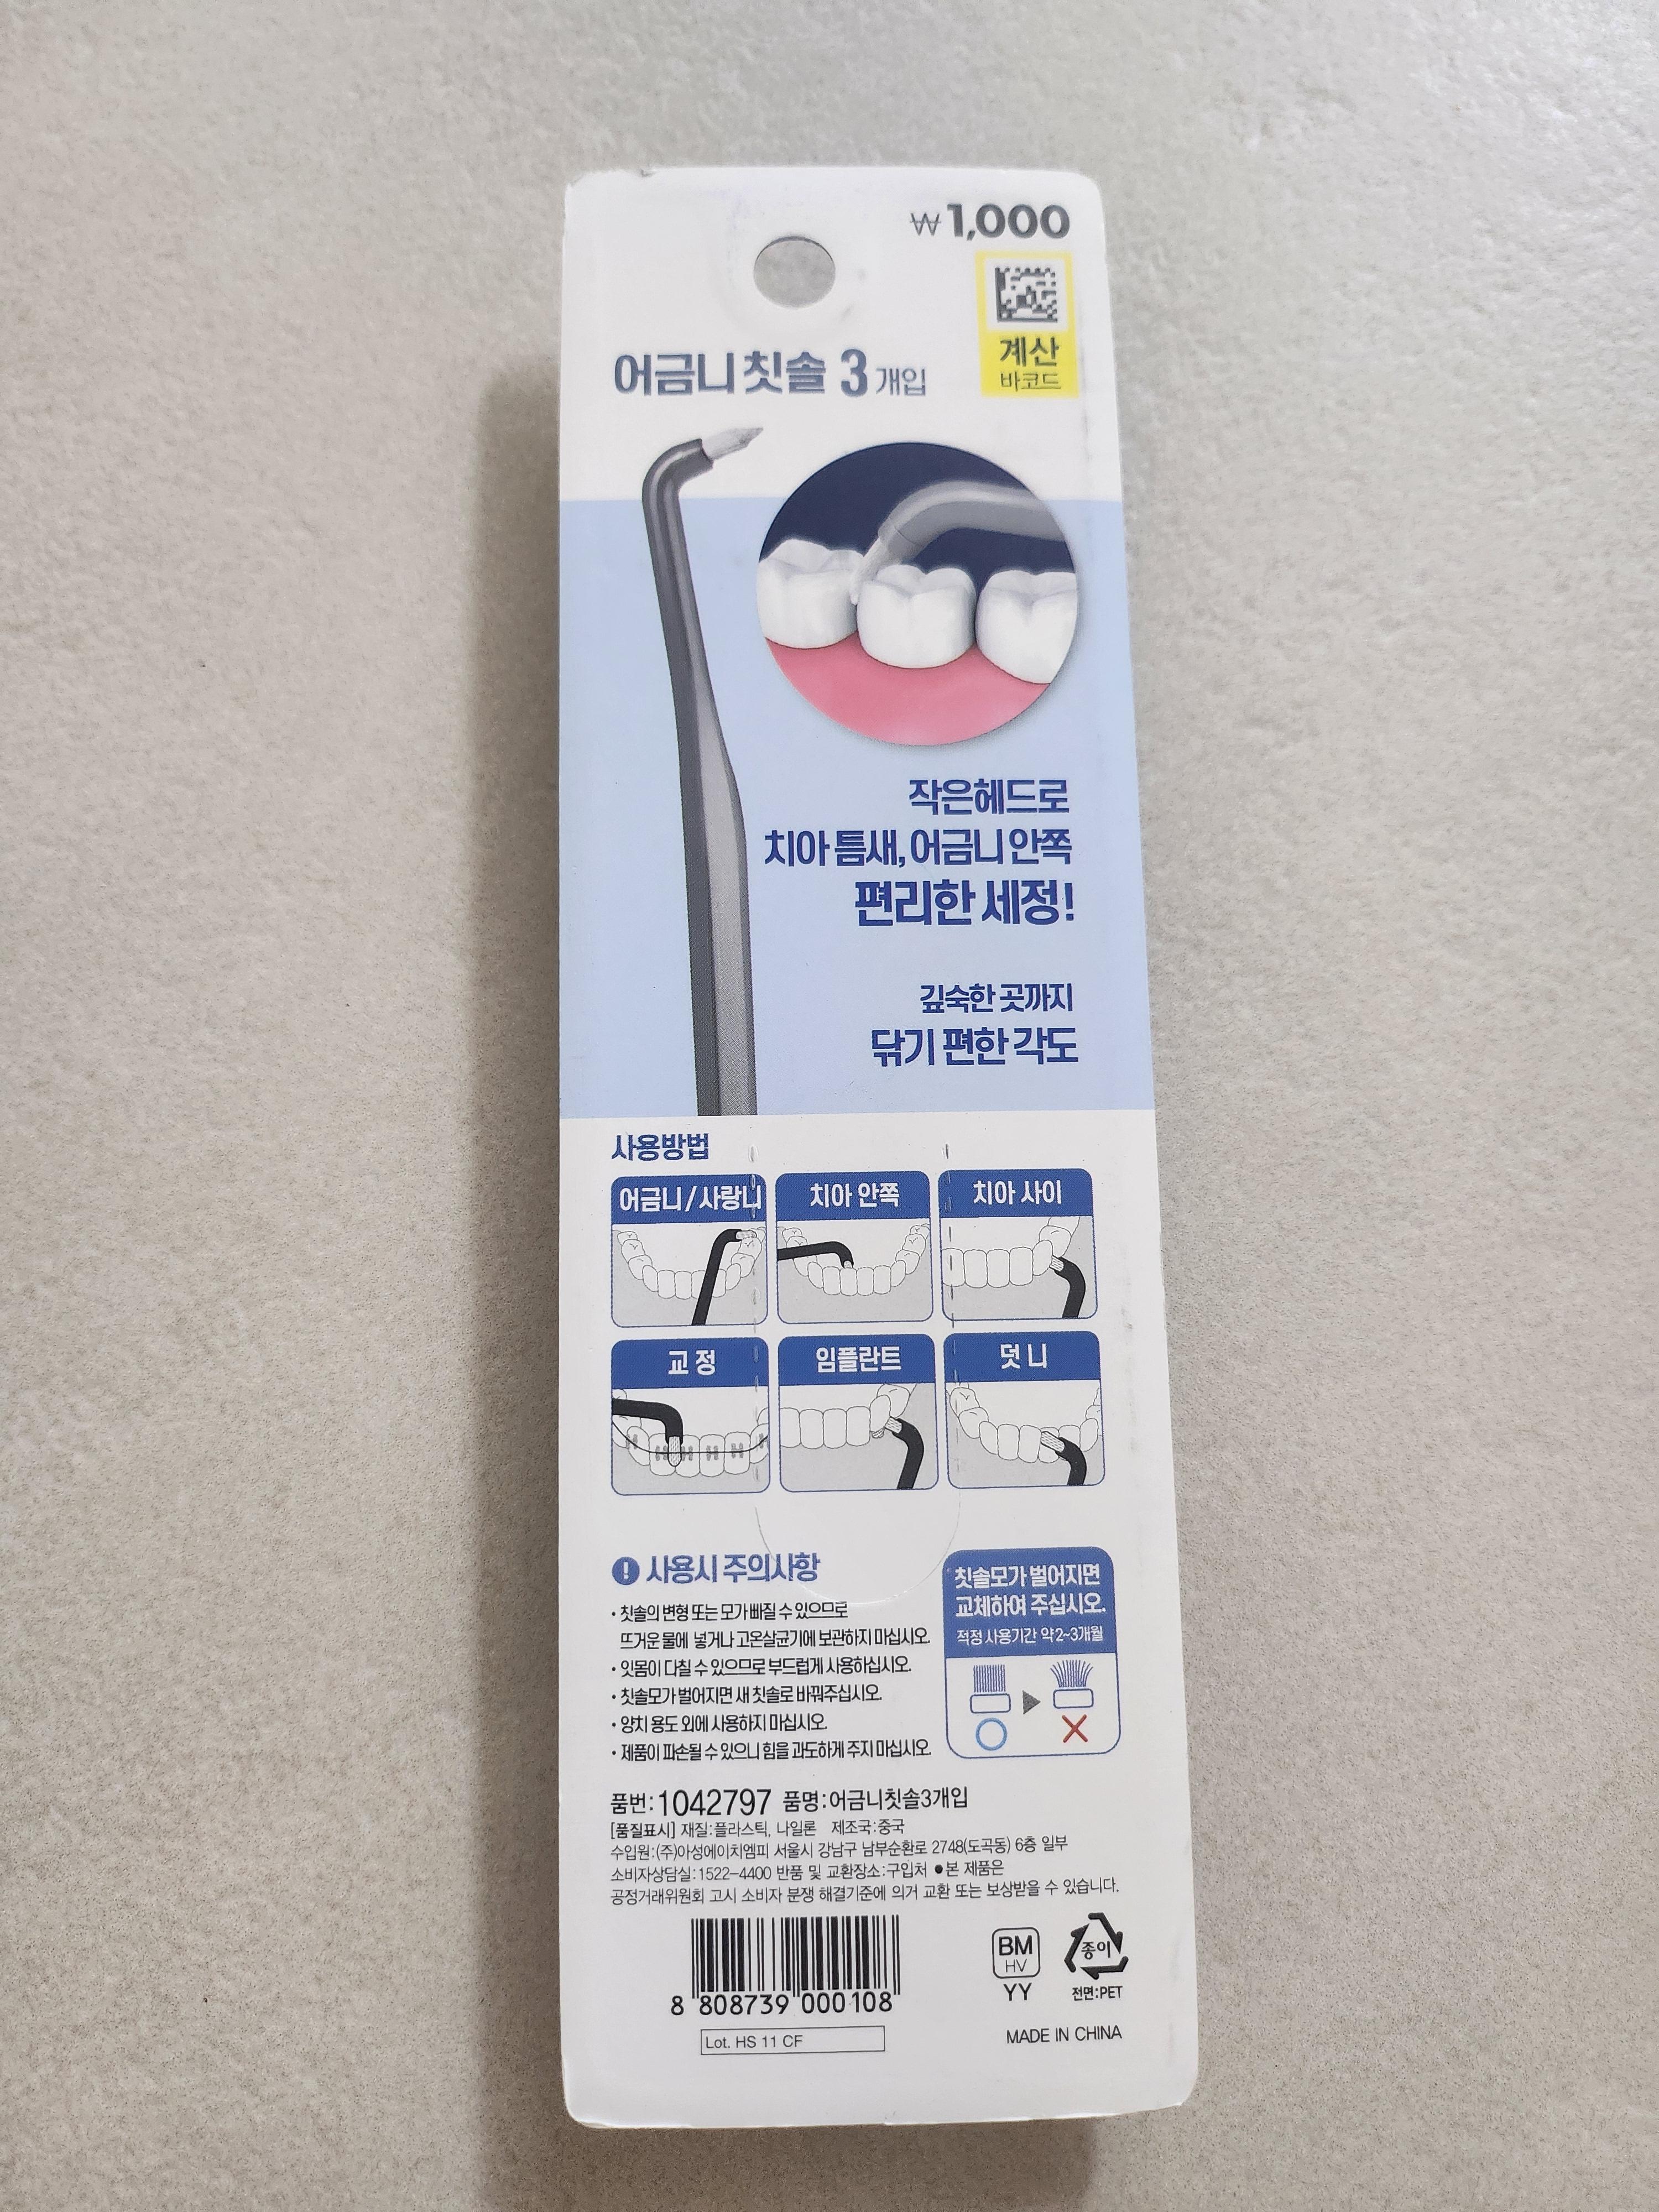 ₩1,000
계산
바코드
어금니 칫솔 3 개입
작은헤드로
치아 틈새, 어금니 안쪽
편리한 세정!
깊숙한 곳까지
닦기 편한 각도
사용방법
어금니/사랑니
치아 안쪽
치아 사이
교정
임플란트
덧니
사용시 주의사항
• 칫솔의 변형 또는 모가 빠질 수 있으므로
뜨거운 물에 넣거나 고온살균기에 보관하지 마십시오.
• 잇몸이 다칠 수 있으므로 부드럽게 사용하십시오.
• 칫솔모가 벌어지면 새 칫솔로 바꿔주십시오.
• 양치 용도 외에 사용하지 마십시오.
• 제품이 파손될 수 있으니 힘을 과도하게 주지 마십시오.
칫솔모가 벌어지면
교체하여 주십시오.
적정 사용기간 약 2~3개월
품번:1042797 품명:어금니칫솔3개입
[품질표시] 재질:플라스틱, 나일론 제조국:중국
수입원:(주)아성에이치엠피 서울시 강남구 남부순환로 2748(도곡동) 6층 일부
소비자상담실:1522-4400 반품 및 교환장소:구입처 ●본 제품은
공정거래위원회 고시 소비자 분쟁 해결기준에 의거 교환 또는 보상받을 수 있습니다.
8 808739 000108
Lot. HS 11 CF
BM
HV
YY
종이
전면:PET
MADE IN CHINA